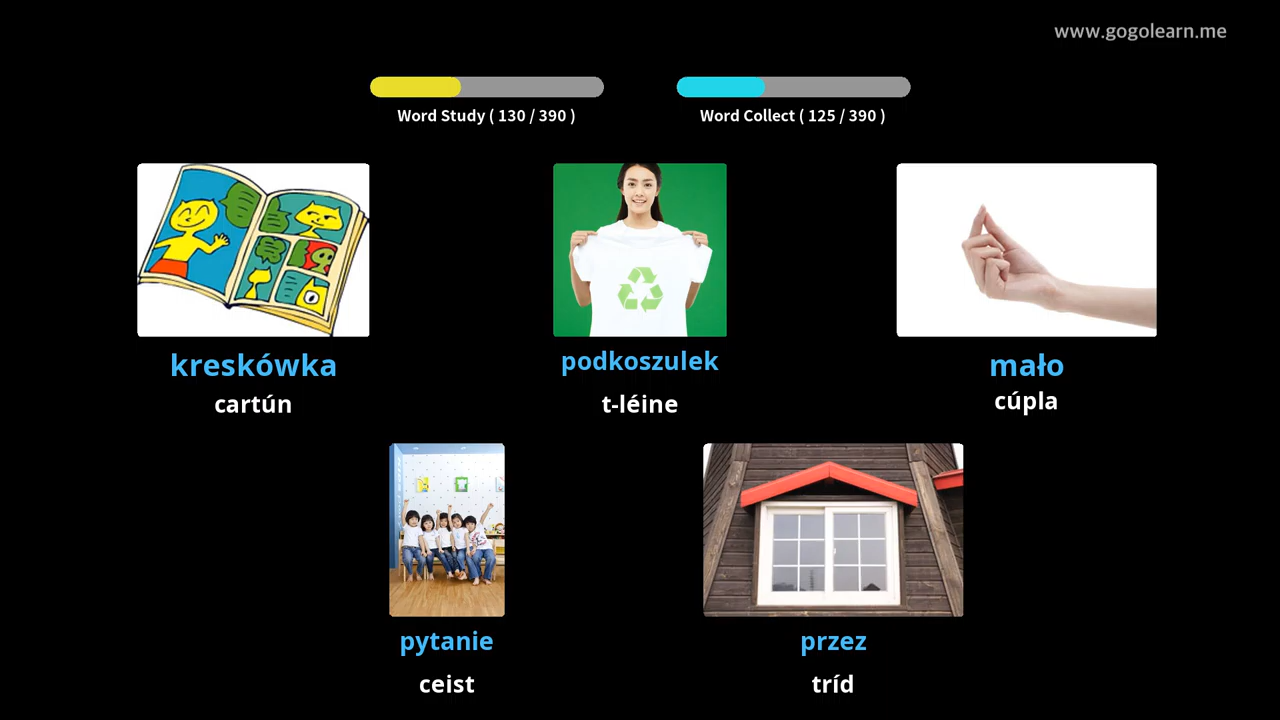 www.gogolearn.me
Word Study ( 130 / 390 )
Word Collect ( 125 / 390 )
kreskówka
cartún
podkoszulek
t-léine
mało
cúpla
pytanie
ceist
przez
tríd